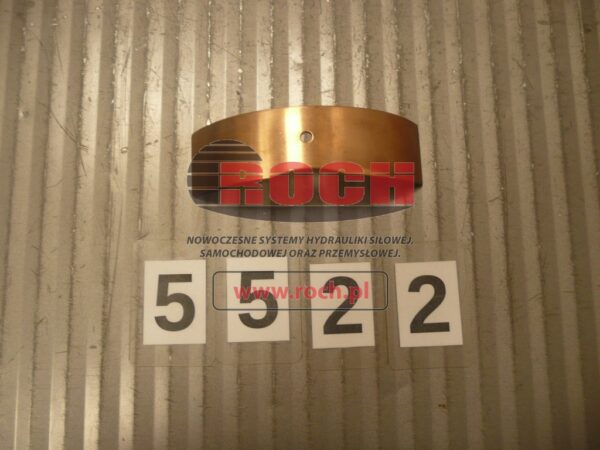 ROCH
NOWOCZESNE SYSTEMY HYDRAULIKI SIŁOWEJ,
SAMOCHODOWEJ ORAZ PRZEMYSŁOWEJ.
www.roch.pl
5 5 2 2